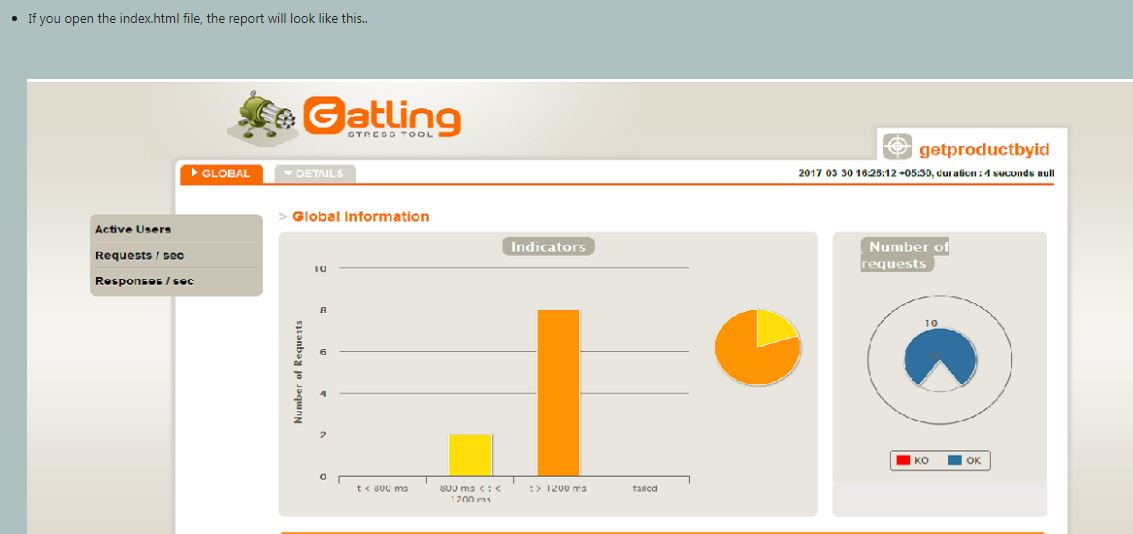 If you open the index.html file, the report will look like this..
Gatling
STRESS TOOL
getproductbyid
GLOBAL
DETAILS
2017 03 30 16:26:12 +05:30, duration : 4 seconds null
Active Users
Requests / sec
Responses / sec
> Global Information
Indicators
Number of Requests
10
8
6
4
2
0
t < 800 ms
800 ms < t <
1200 ms
t > 1200 ms
failed
Number of
requests
10
KO
OK